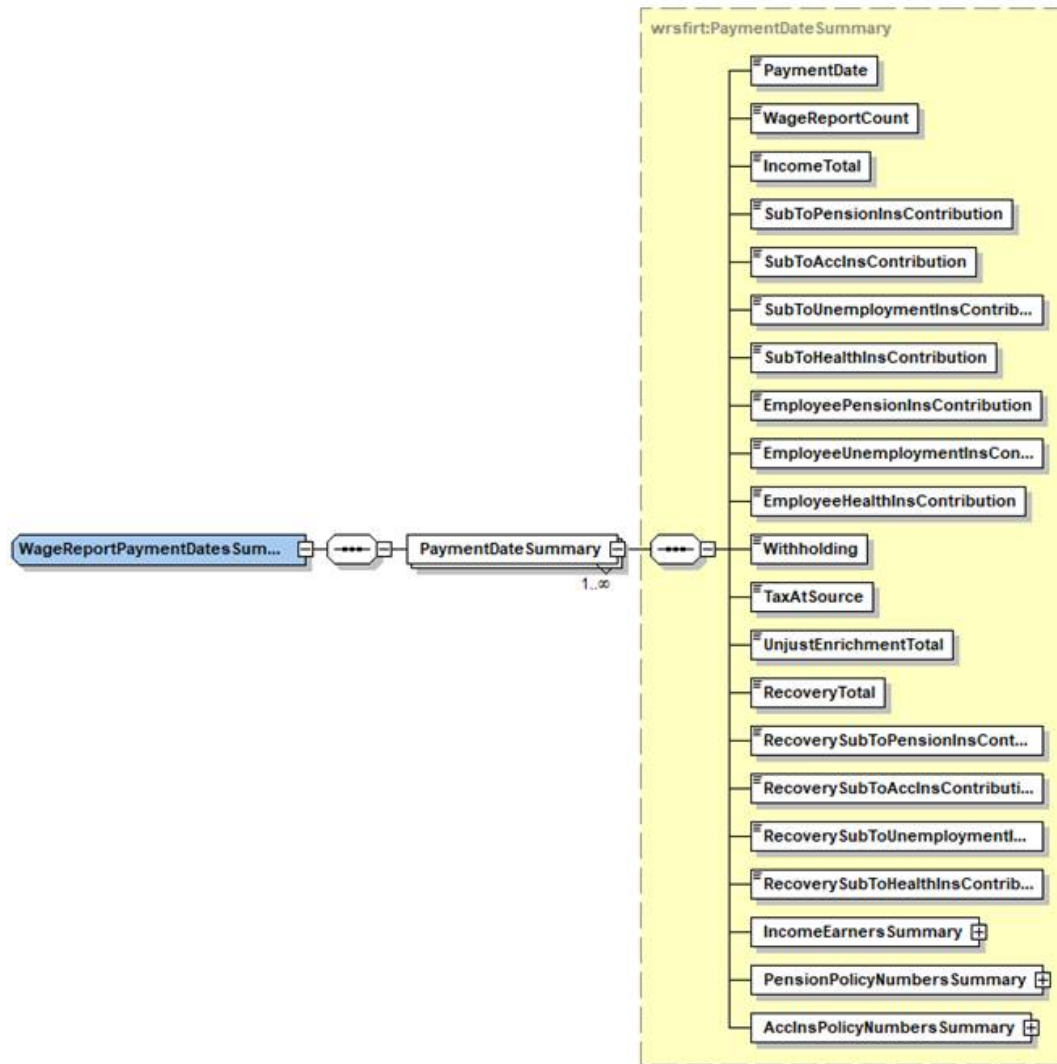 wrsfirt:PaymentDateSummary
PaymentDate
WageReportCount
IncomeTotal
SubToPensionInsContribution
SubToAccInsContribution
SubToUnemploymentInsContrib...
SubToHealthInsContribution
EmployeePensionInsContribution
EmployeeUnemploymentInsCon...
EmployeeHealthInsContribution
WageReportPaymentDatesSum...
PaymentDateSummary
1..∞
Withholding
TaxAtSource
UnjustEnrichmentTotal
RecoveryTotal
RecoverySubToPensionInsCont...
RecoverySubToAccInsContributi...
RecoverySubToUnemploymentI...
RecoverySubToHealthInsContrib...
IncomeEarnersSummary
PensionPolicyNumbersSummary
AccInsPolicyNumbersSummary